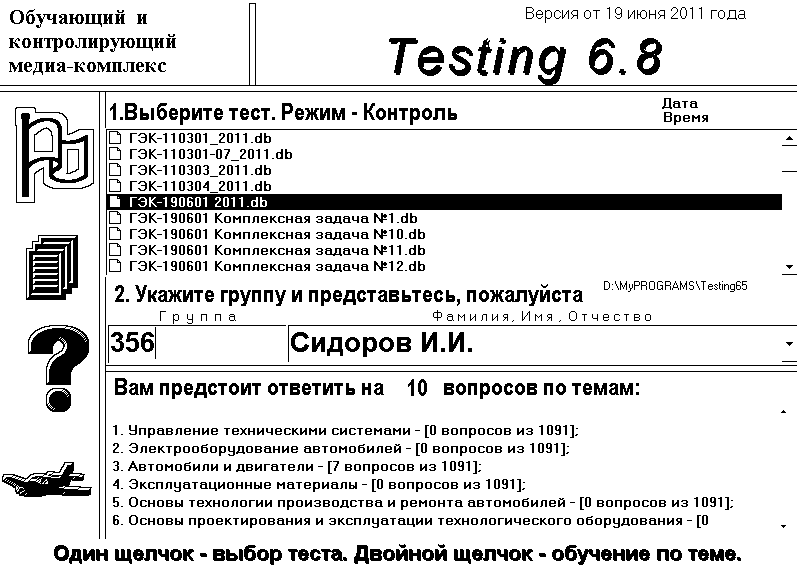 Обучающий и
контролирующий
медиа-комплекс
Версия от 19 июня 2011 года
Testing 6.8
1.Выберите тест. Режим - Контроль
Дата
Время
ГЭК-110301_2011.db
ГЭК-110301-07_2011.db
ГЭК-110303_2011.db
ГЭК-110304_2011.db
ГЭК-190601 2011.db
ГЭК-190601 Комплексная задача №1.db
ГЭК-190601 Комплексная задача №10.db
ГЭК-190601 Комплексная задача №11.db
ГЭК-190601 Комплексная задача №12.db
2. Укажите группу и представьтесь, пожалуйста
D:\MyPROGRAMS\Testing65
Группа
Фамилия, Имя, Отчество
356
Сидоров И.И.
Вам предстоит ответить на 10 вопросов по темам:
1. Управление техническими системами - [0 вопросов из 1091];
2. Электрооборудование автомобилей - [0 вопросов из 1091];
3. Автомобили и двигатели - [7 вопросов из 1091];
4. Эксплуатационные материалы - [0 вопросов из 1091];
5. Основы технологии производства и ремонта автомобилей - [0 вопросов из 1091];
6. Основы проектирования и эксплуатации технологического оборудования - [0
Один щелчок - выбор теста. Двойной щелчок - обучение по теме.